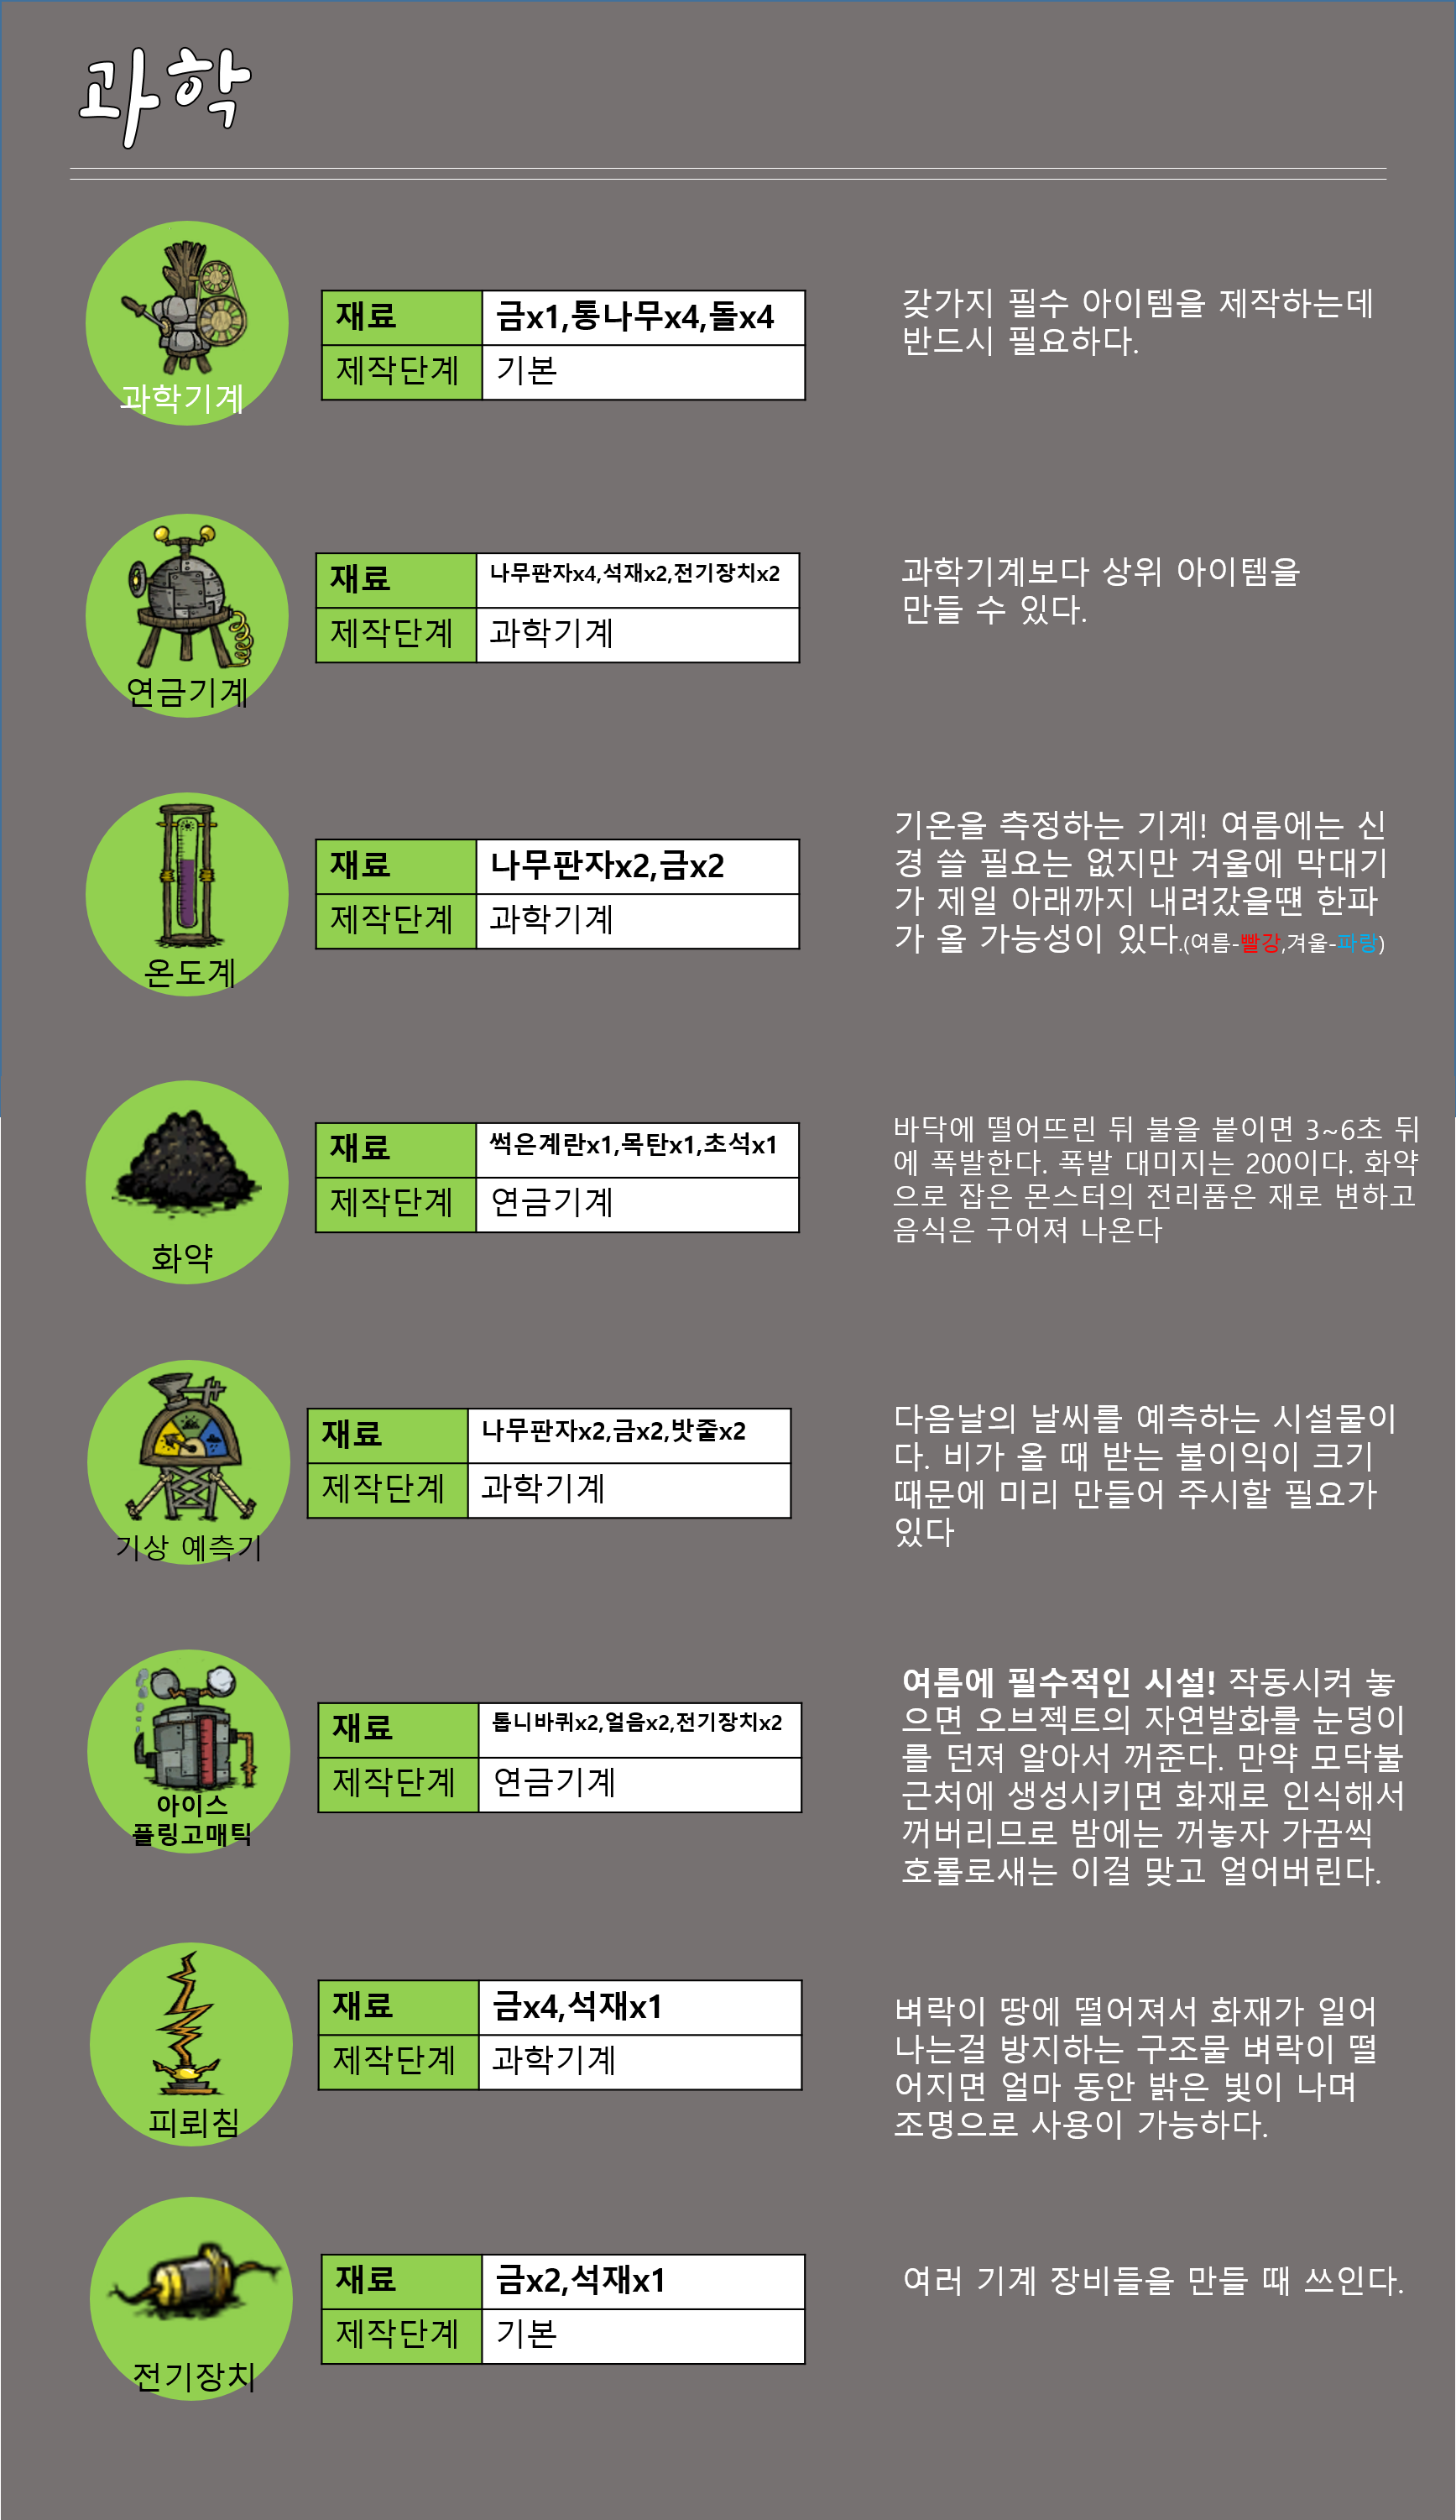 과학
재료 금x1,통나무x4,돌x4
제작단계 기본
과학기계
갖가지 필수 아이템을 제작하는데
반드시 필요하다.
재료 나무판자x4,석재x2,전기장치x2
제작단계 과학기계
연금기계
과학기계보다 상위 아이템을
만들 수 있다.
재료 나무판자x2,금x2
제작단계 과학기계
온도계
기온을 측정하는 기계! 여름에는 신
경 쓸 필요는 없지만 겨울에 막대기
가 제일 아래까지 내려갔을땐 한파
가 올 가능성이 있다.(여름-빨강,겨울-파랑)
재료 썩은계란x1,목탄x1,초석x1
제작단계 연금기계
화약
바닥에 떨어뜨린 뒤 불을 붙이면 3~6초 뒤
에 폭발한다. 폭발 대미지는 200이다. 화약
으로 잡은 몬스터의 전리품은 재로 변하고
음식은 구어져 나온다
재료 나무판자x2,금x2,밧줄x2
제작단계 과학기계
기상 예측기
다음날의 날씨를 예측하는 시설물이
다. 비가 올 때 받는 불이익이 크기
때문에 미리 만들어 주시할 필요가
있다
재료 톱니바퀴x2,얼음x2,전기장치x2
제작단계 연금기계
아이스
플링고매틱
여름에 필수적인 시설! 작동시켜 놓
으면 오브젝트의 자연발화를 눈덩이
를 던져 알아서 꺼준다. 만약 모닥불
근처에 생성시키면 화재로 인식해서
꺼버리므로 밤에는 꺼놓자 가끔씩
호롤로새는 이걸 맞고 얼어버린다.
재료 금x4,석재x1
제작단계 과학기계
피뢰침
벼락이 땅에 떨어져서 화재가 일어
나는걸 방지하는 구조물 벼락이 떨
어지면 얼마 동안 밝은 빛이 나며
조명으로 사용이 가능하다.
재료 금x2,석재x1
제작단계 기본
전기장치
여러 기계 장비들을 만들 때 쓰인다.